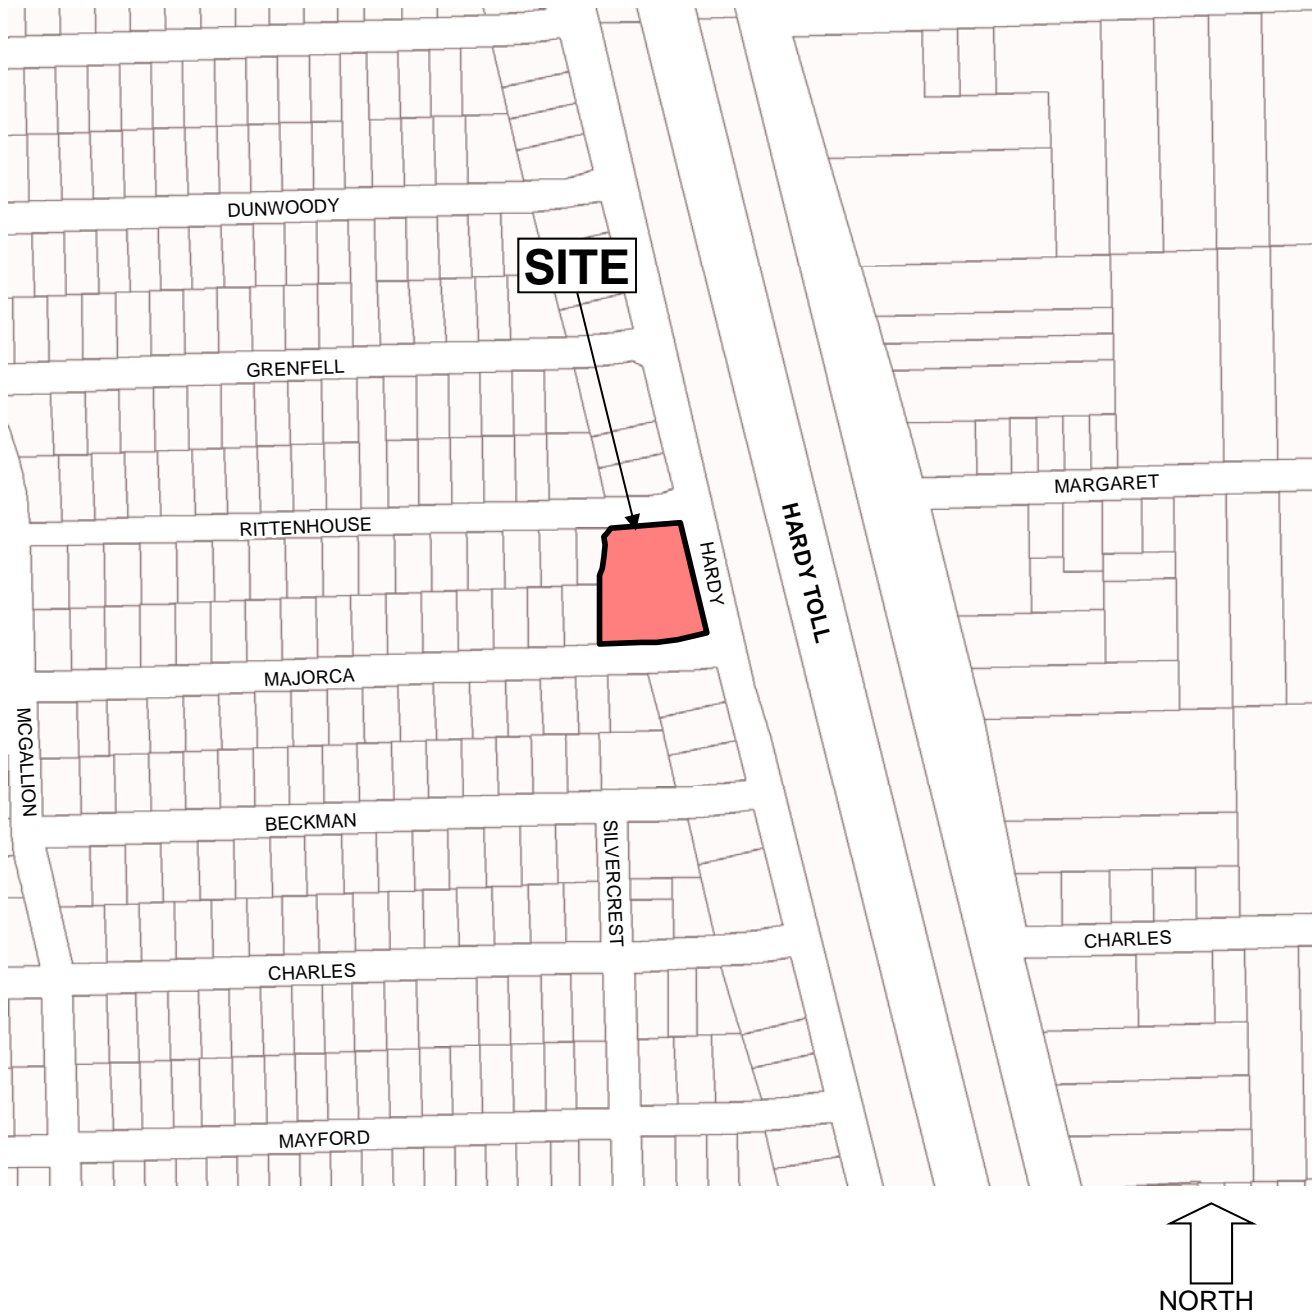 DUNWOODY
SITE
GRENFELL
MARGARET
RITTENHOUSE
HARDY
HARDY TOLL
MAJORCA
MCGALLION
BECKMAN
SILVERCREST
CHARLES
CHARLES
MAYFORD
NORTH